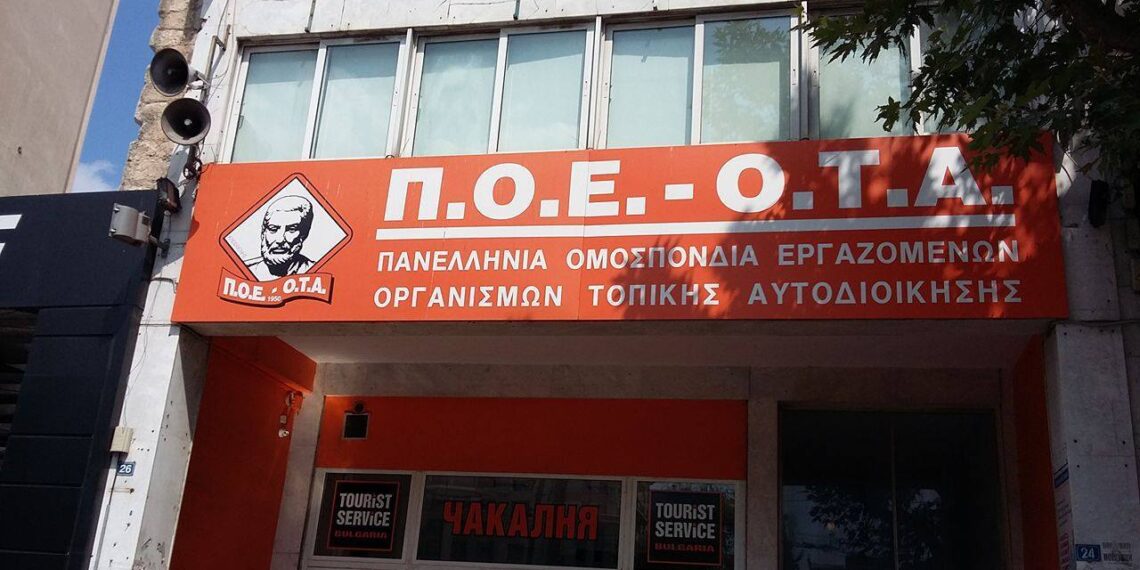 Π.Ο.Ε. - Ο.Τ.Α.
ΠΑΝΕΛΛΗΝΙΑ ΟΜΟΣΠΟΝΔΙΑ ΕΡΓΑΖΟΜΕΝΩΝ
ΟΡΓΑΝΙΣΜΩΝ ΤΟΠΙΚΗΣ ΑΥΤΟΔΙΟΙΚΗΣΗΣ
Π.Ο.Ε. - Ο.Τ.Α.
1950
26
TOURIST
SERVICE
BULGARIA
ЧАКАЛНЯ
TOURIST
SERVICE
BULGARIA
24